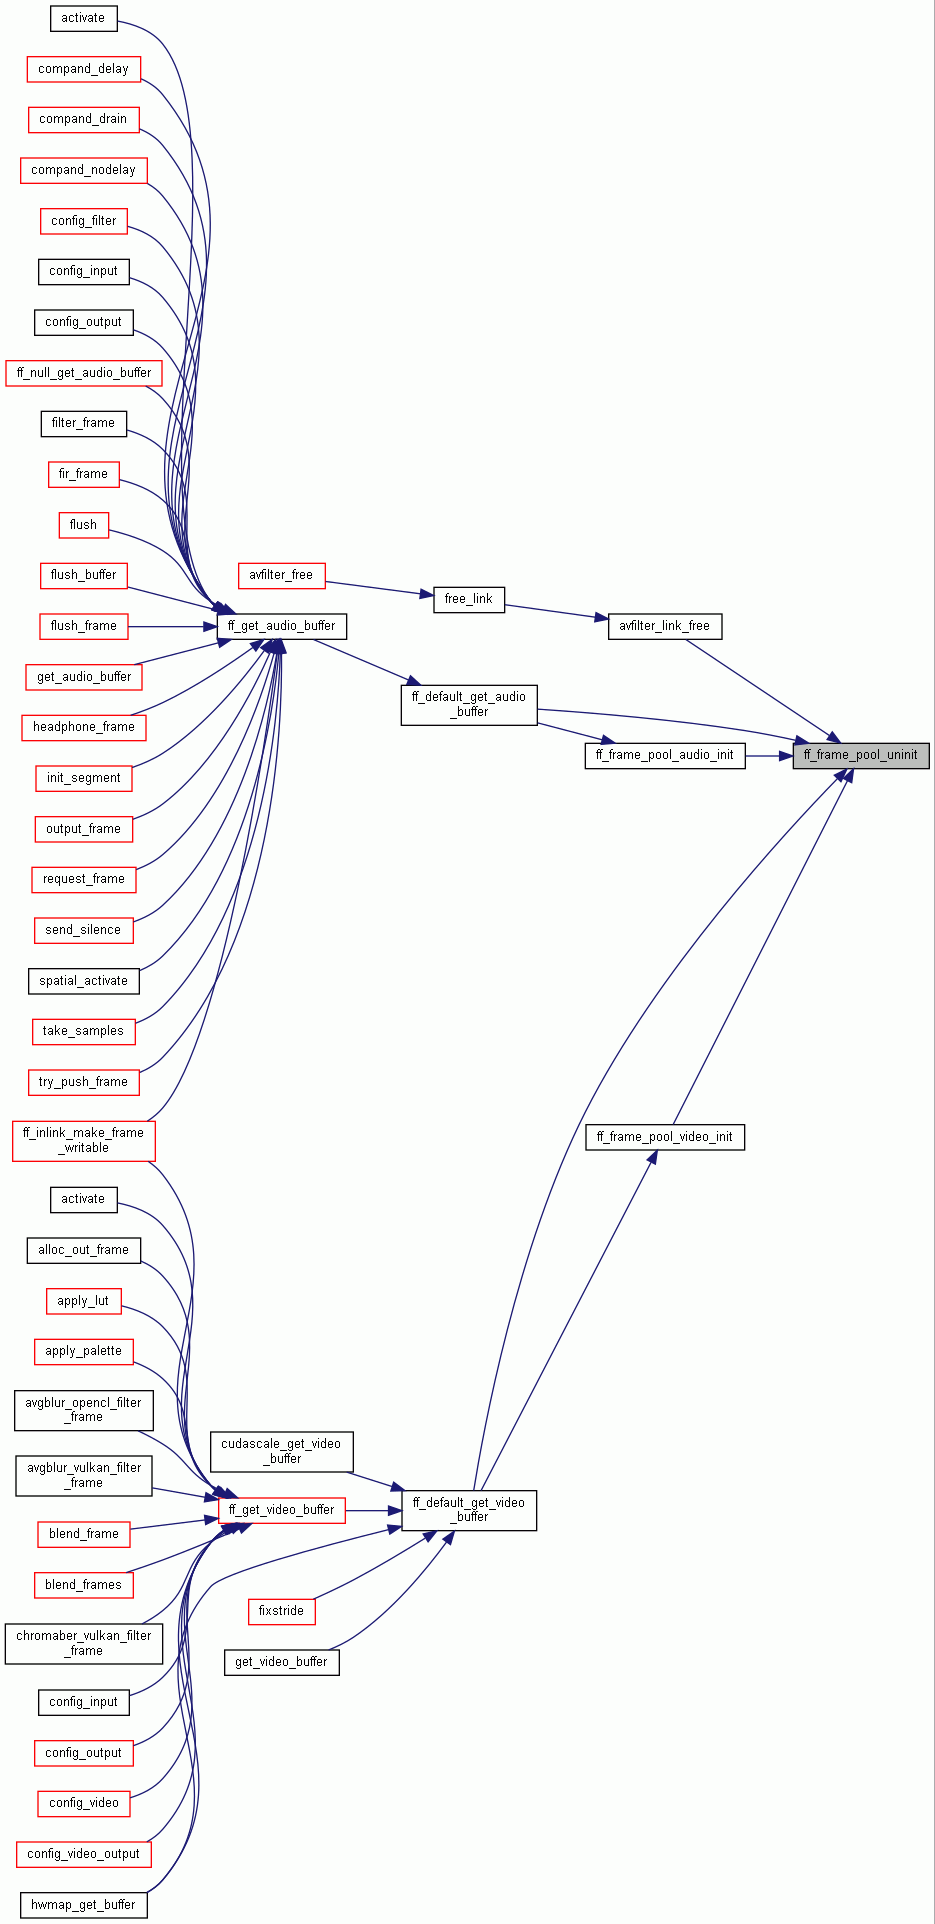 activate
compand_delay
compand_drain
compand_nodelay
config_filter
config_input
config_output
ff_null_get_audio_buffer
filter_frame
fir_frame
flush
flush_buffer
flush_frame
get_audio_buffer
headphone_frame
init_segment
output_frame
request_frame
send_silence
spatial_activate
take_samples
try_push_frame
ff_inlink_make_frame
_writable
activate
alloc_out_frame
apply_lut
apply_palette
avgblur_opencl_filter
_frame
avgblur_vulkan_filter
_frame
blend_frame
blend_frames
chromaber_vulkan_filter
_frame
config_input
config_output
config_video
config_video_output
hwmap_get_buffer
avfilter_free
ff_get_audio_buffer
cudascale_get_video
_buffer
ff_get_video_buffer
fixstride
get_video_buffer
free_link
ff_default_get_audio
_buffer
ff_default_get_video
_buffer
avfilter_link_free
ff_frame_pool_audio_init
ff_frame_pool_video_init
ff_frame_pool_uninit